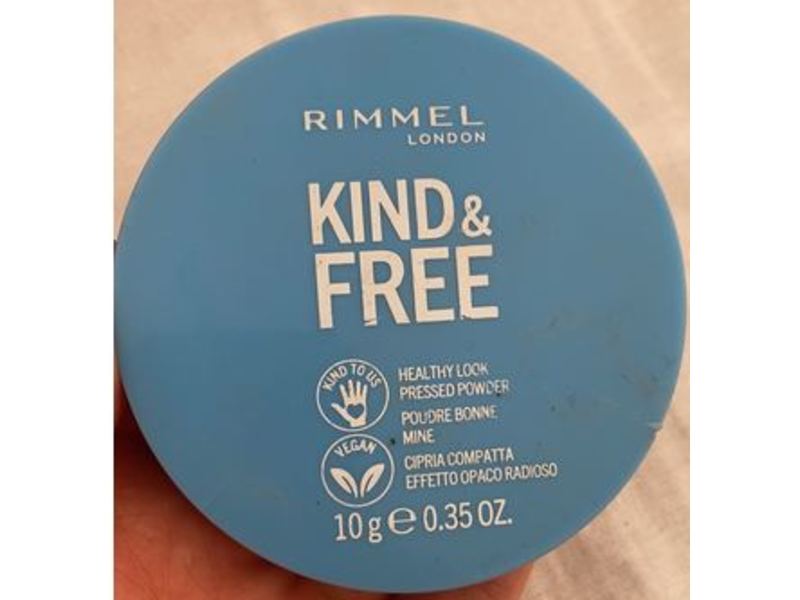 RIMMEL
LONDON
KIND &
FREE
KIND TO US
HEALTHY LOOK
PRESSED POWDER
POUDRE BONNE
MINE
VEGAN
CIPRIA COMPATTA
EFFETTO OPACO RADIOSO
10 g ℮ 0.35 OZ.